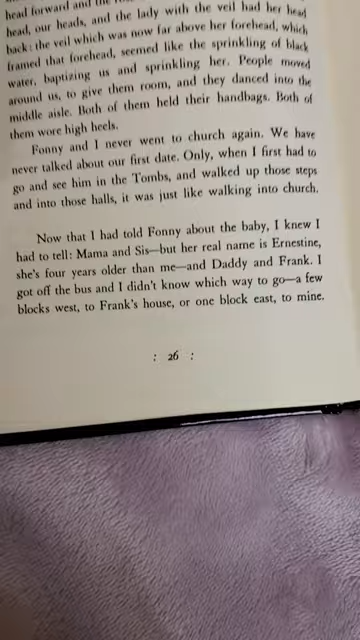 head forward and the
head, our heads, and the lady with the veil had her head
back: the veil which was now far above her forehead, which
framed that forehead, seemed like the sprinkling of black
water, baptizing us and sprinkling her. People moved
around us, to give them room, and they danced into the
middle aisle. Both of them held their handbags. Both of
them wore high heels.
Fonny and I never went to church again. We have
never talked about our first date. Only, when I first had to
go and see him in the Tombs, and walked up those steps
and into those halls, it was just like walking into church.
Now that I had told Fonny about the baby, I knew I
had to tell: Mama and Sis—but her real name is Ernestine,
she's four years older than me—and Daddy and Frank. I
got off the bus and I didn't know which way to go—a few
blocks west, to Frank's house, or one block east, to mine.
: 26 :